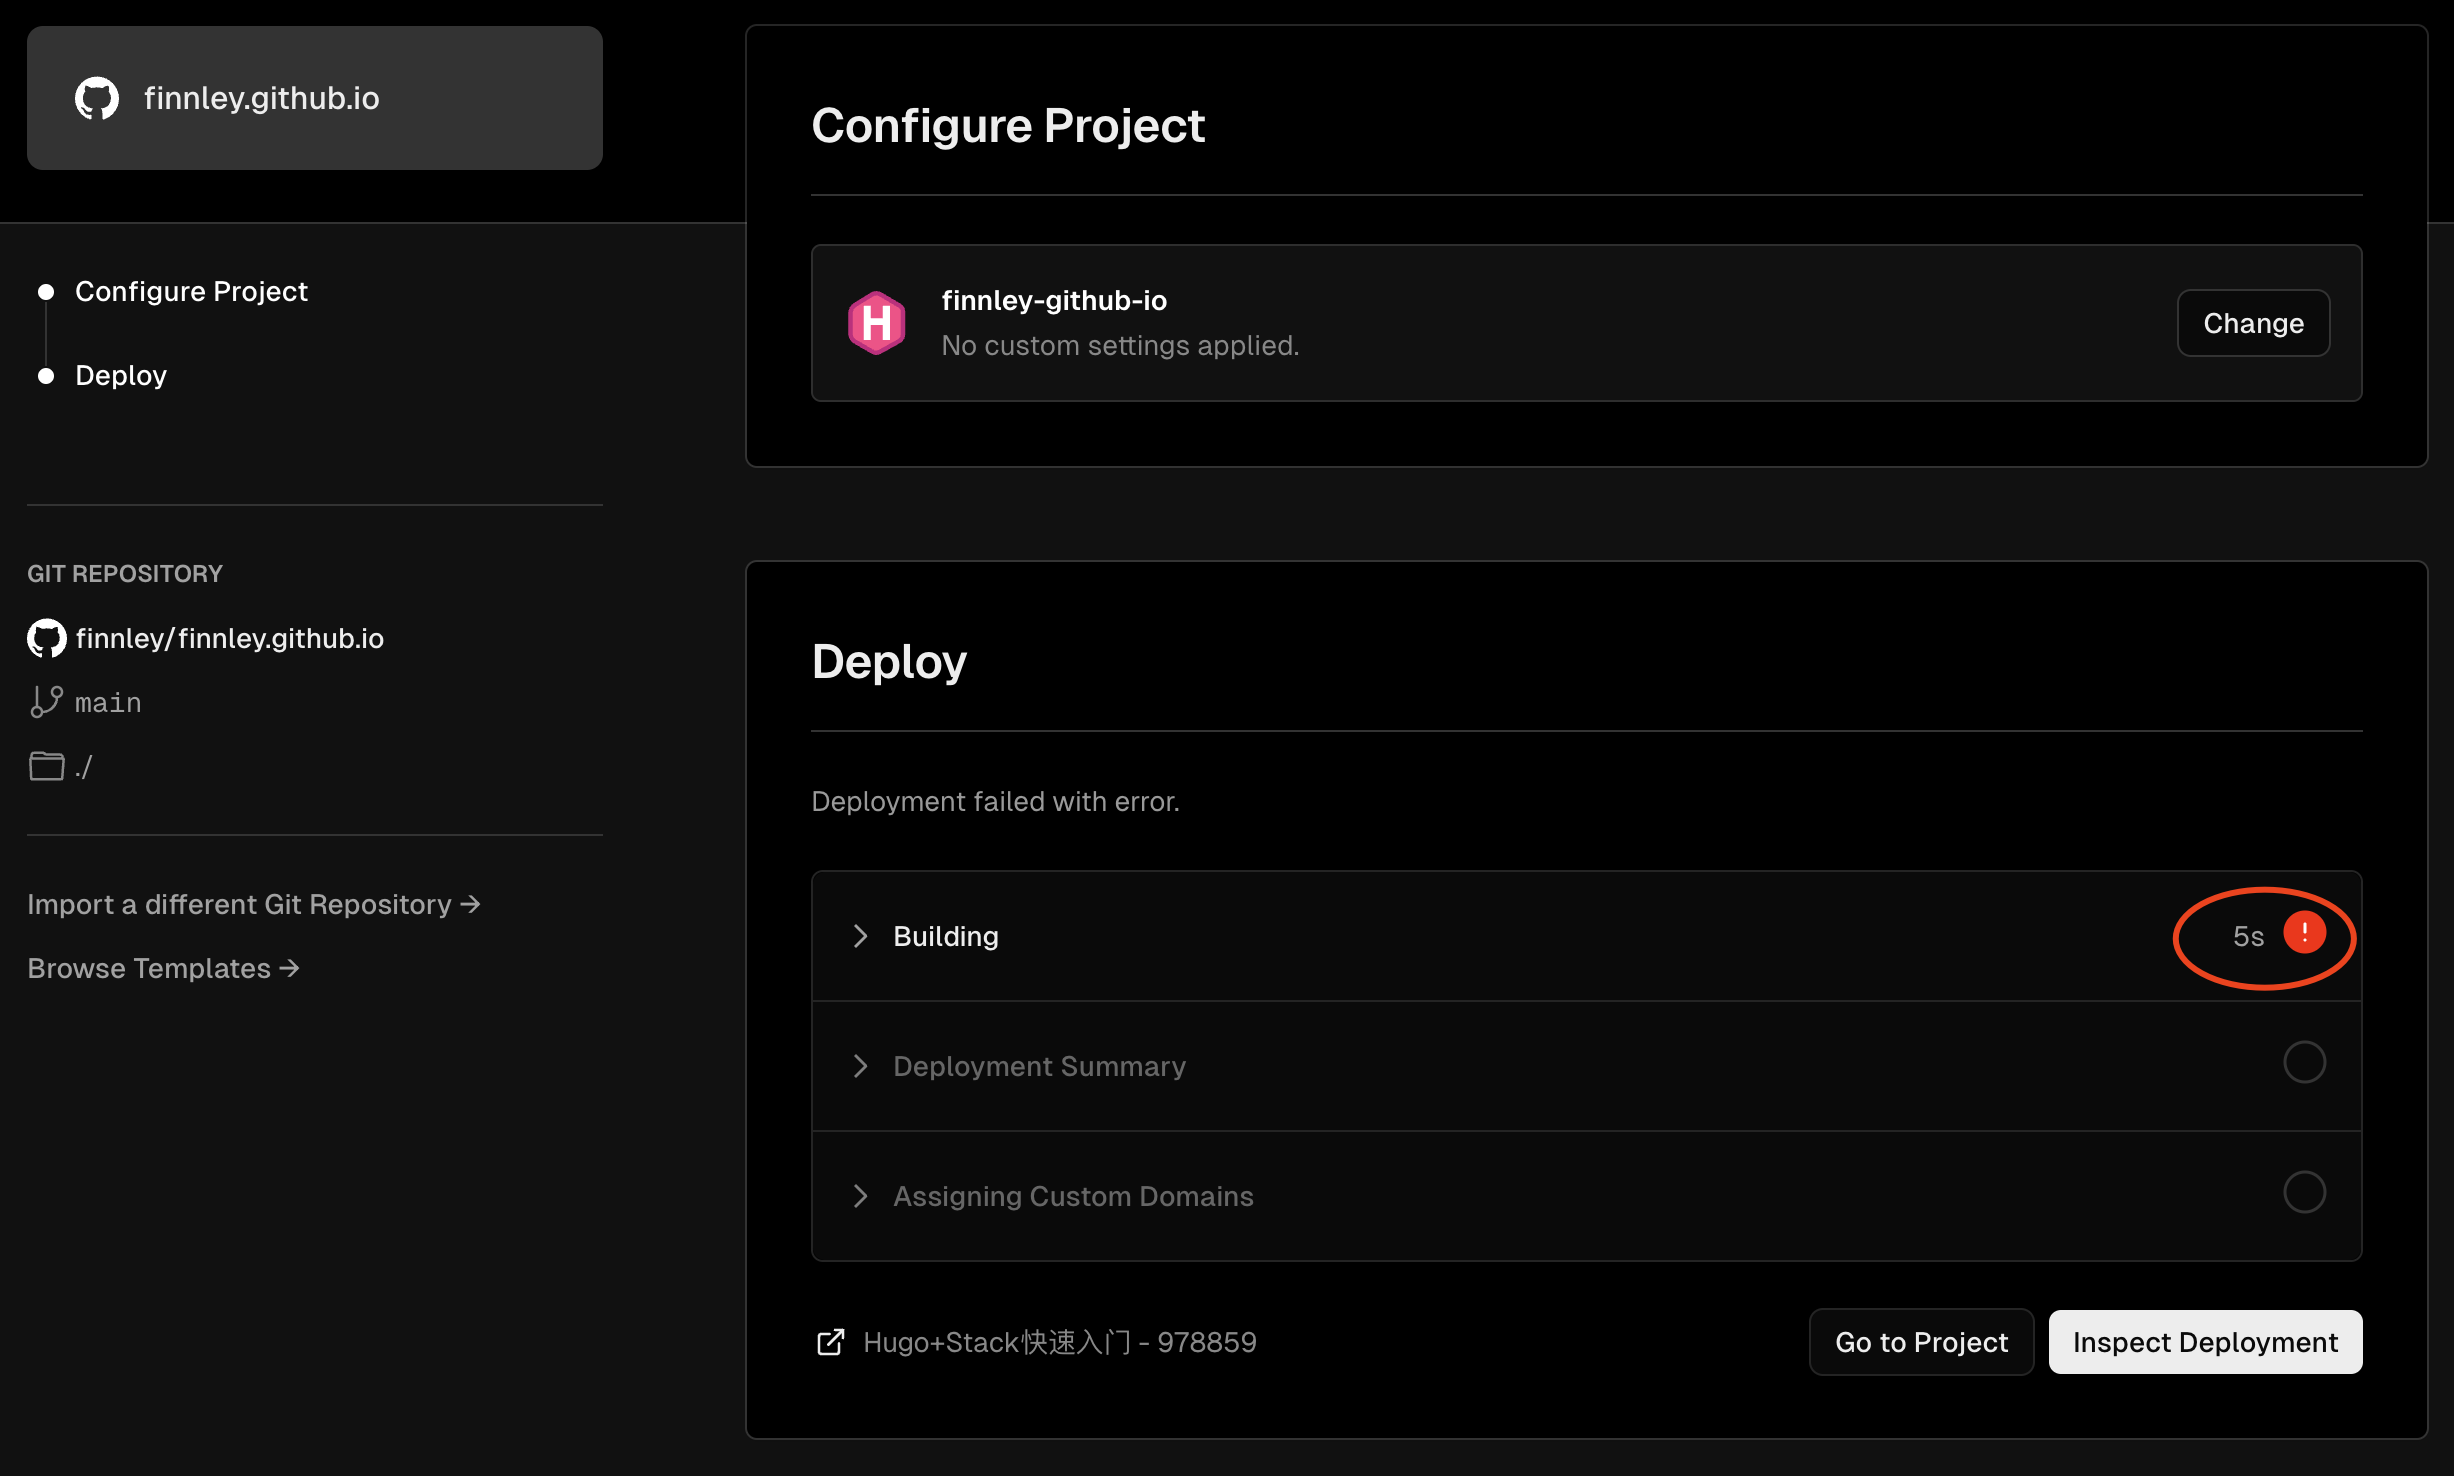 finnley.github.io
Configure Project
Deploy
GIT REPOSITORY
finnley/finnley.github.io
main
./
Import a different Git Repository →
Browse Templates →
Configure Project
H
finnley-github-io
No custom settings applied.
Change
Deploy
Deployment failed with error.
Building
5s
Deployment Summary
Assigning Custom Domains
Hugo+Stack快速入门 - 978859
Go to Project
Inspect Deployment